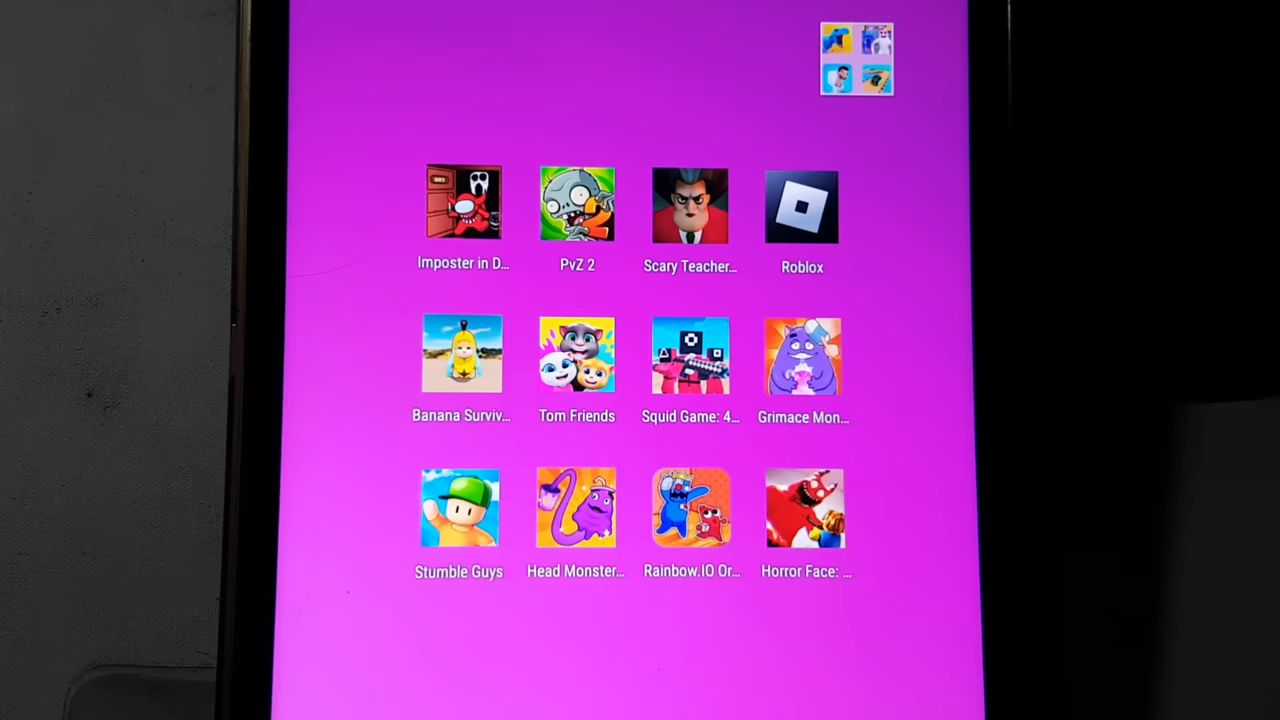 Imposter in D...
PvZ 2
Scary Teacher...
Roblox
Banana Surviv...
Tom Friends
Squid Game: 4...
Grimace Mon...
Stumble Guys
Head Monster...
Rainbow.IO Or...
Horror Face: ...